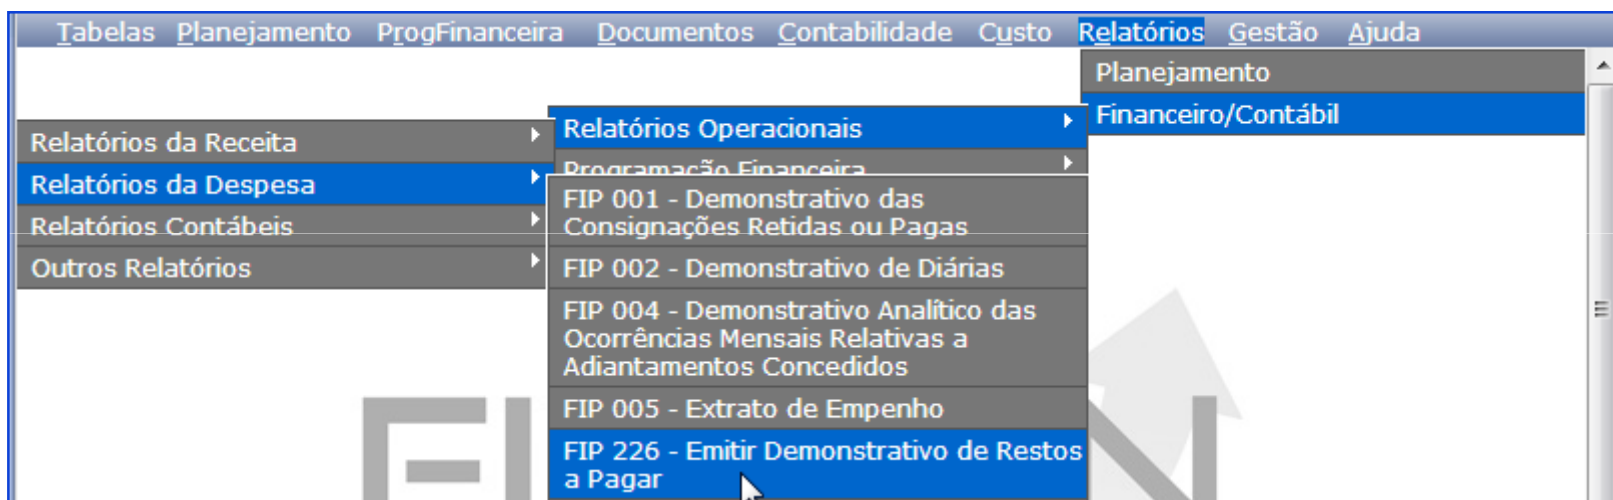 Tabelas Planejamento ProgFinanceira Documentos Contabilidade Custo Relatórios Gestão Ajuda
Planejamento
Financeiro/Contábil
Relatórios Operacionais
Programação Financeira
Relatórios da Receita
Relatórios da Despesa
Relatórios Contábeis
Outros Relatórios
FIP 001 - Demonstrativo das
Consignações Retidas ou Pagas
FIP 002 - Demonstrativo de Diárias
FIP 004 - Demonstrativo Analítico das
Ocorrências Mensais Relativas a
Adiantamentos Concedidos
FIP 005 - Extrato de Empenho
FIP 226 - Emitir Demonstrativo de Restos
a Pagar